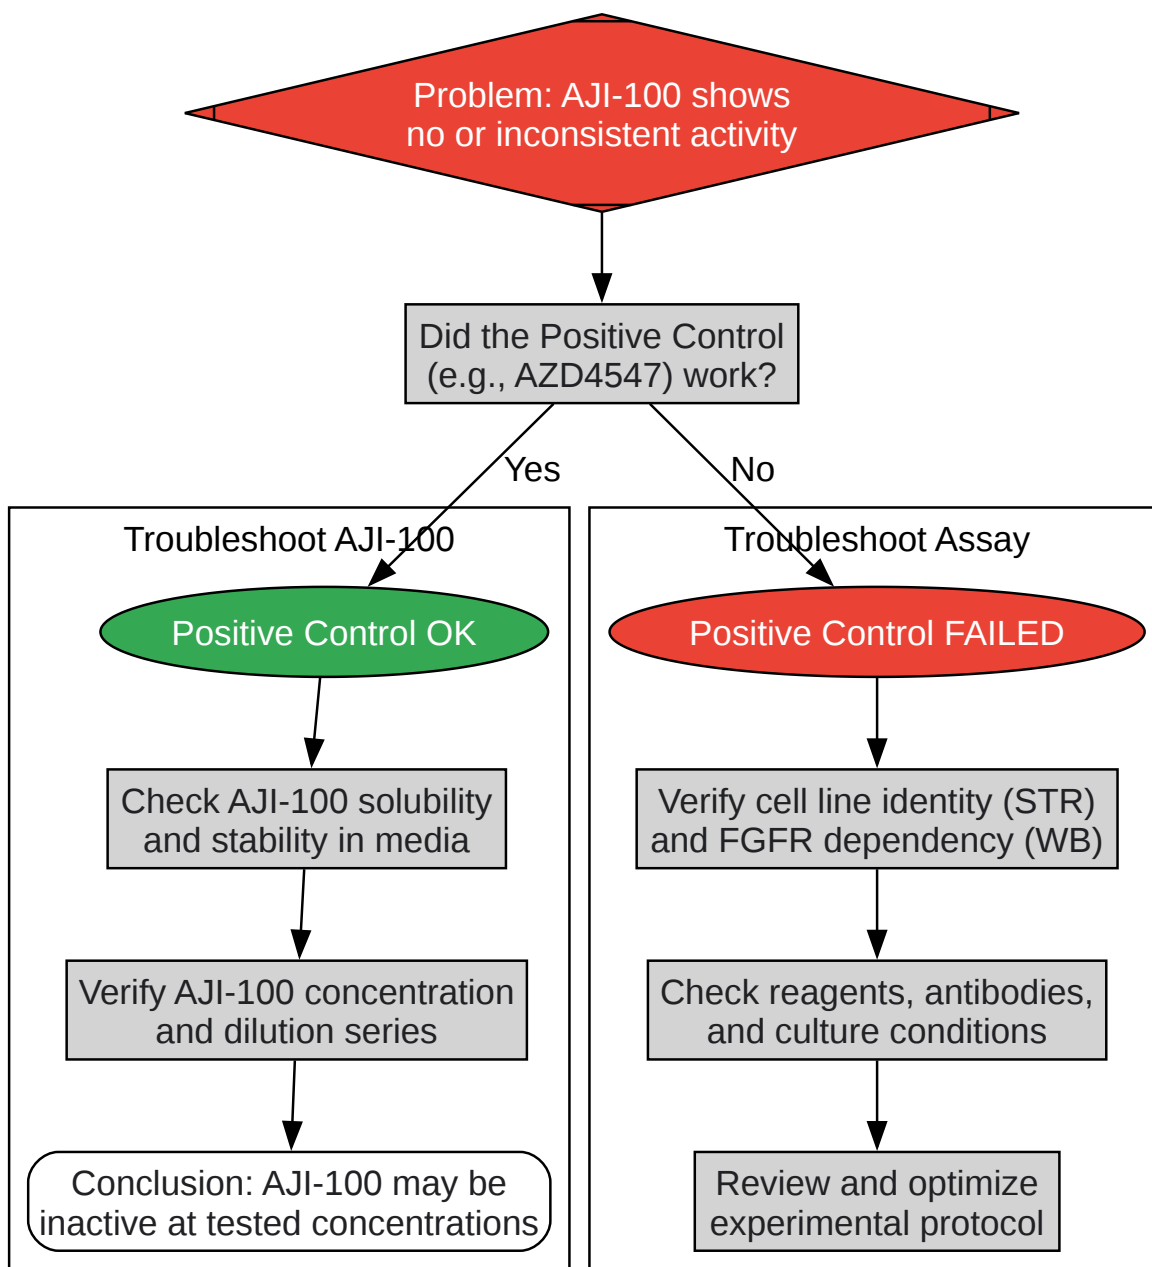 Problem: AJI-100 shows
no or inconsistent activity
Did the Positive Control
(e.g., AZD4547) work?
Yes
No
Troubleshoot AJI-100
Positive Control OK
Check AJI-100 solubility
and stability in media
Verify AJI-100 concentration
and dilution series
Conclusion: AJI-100 may be
inactive at tested concentrations
Troubleshoot Assay
Positive Control FAILED
Verify cell line identity (STR)
and FGFR dependency (WB)
Check reagents, antibodies,
and culture conditions
Review and optimize
experimental protocol